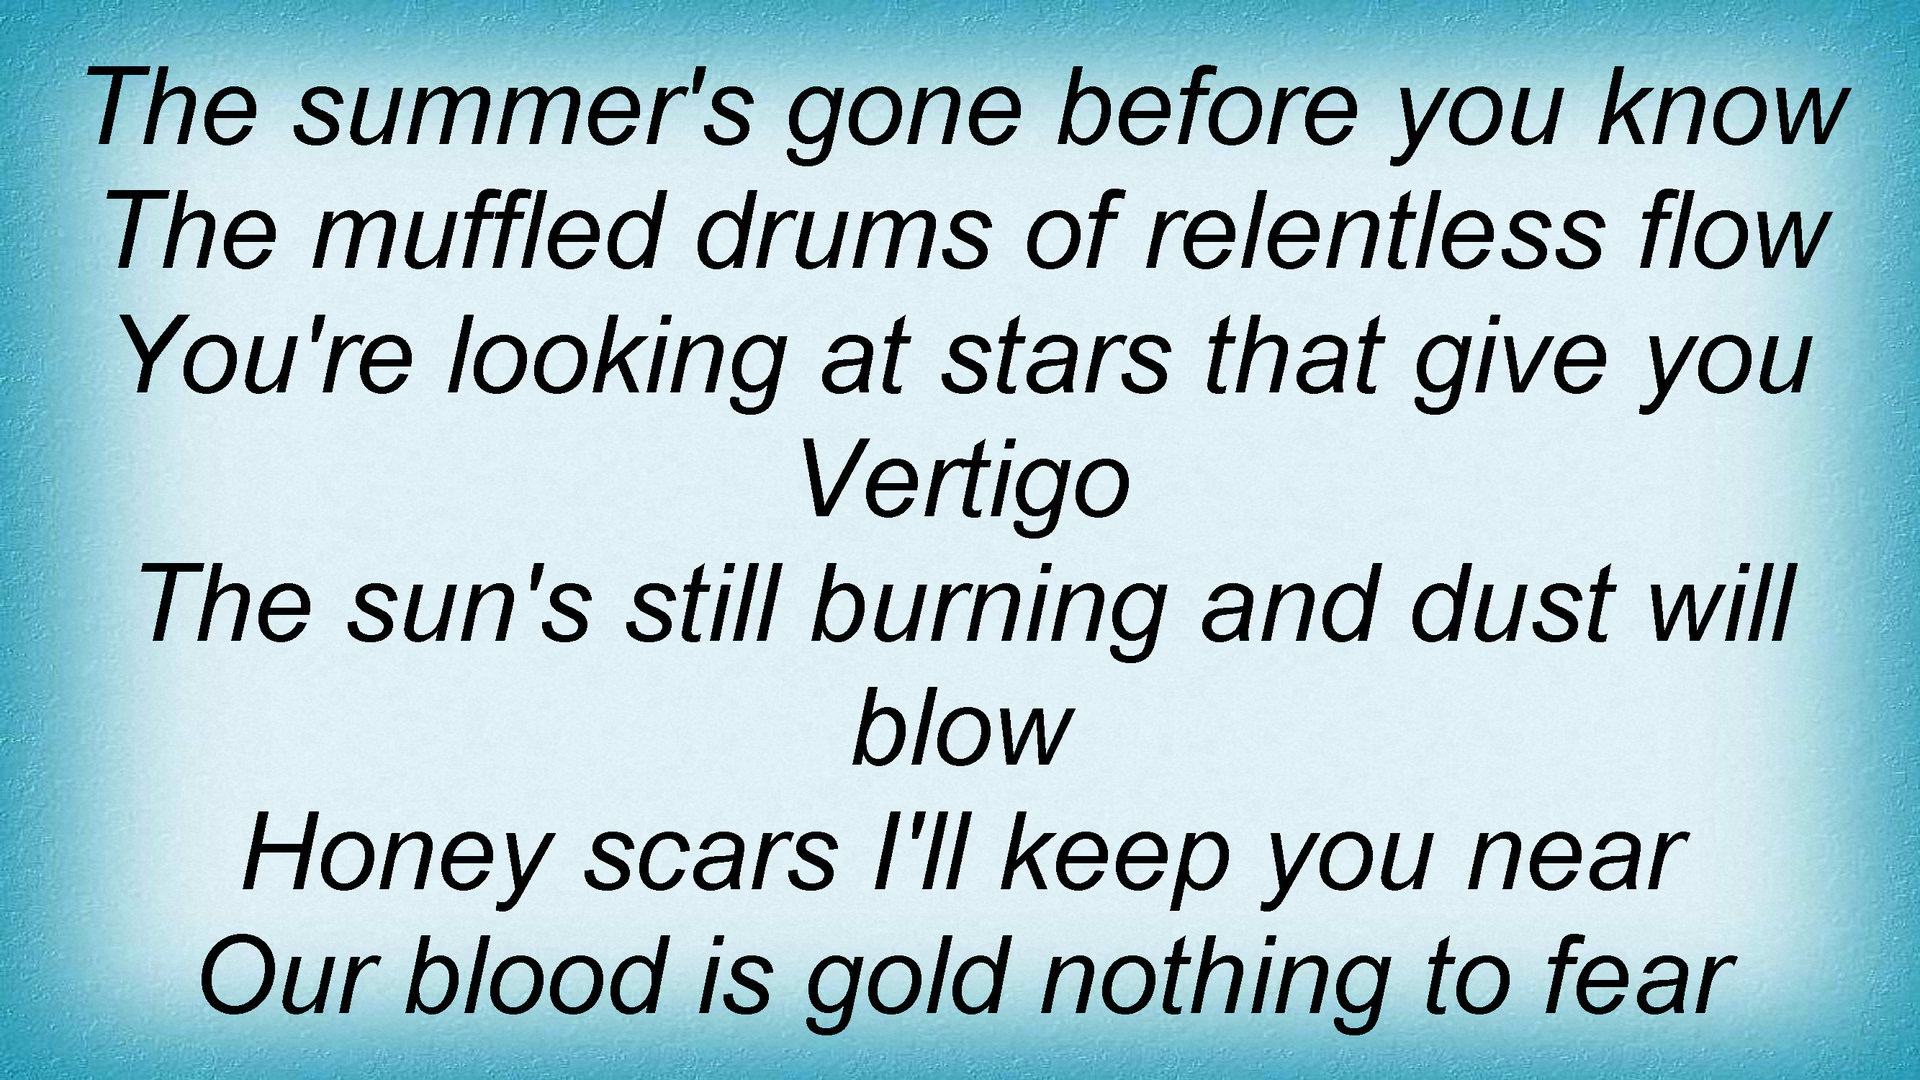 The summer's gone before you know
The muffled drums of relentless flow
You're looking at stars that give you
Vertigo
The sun's still burning and dust will
blow
Honey scars I'll keep you near
Our blood is gold nothing to fear